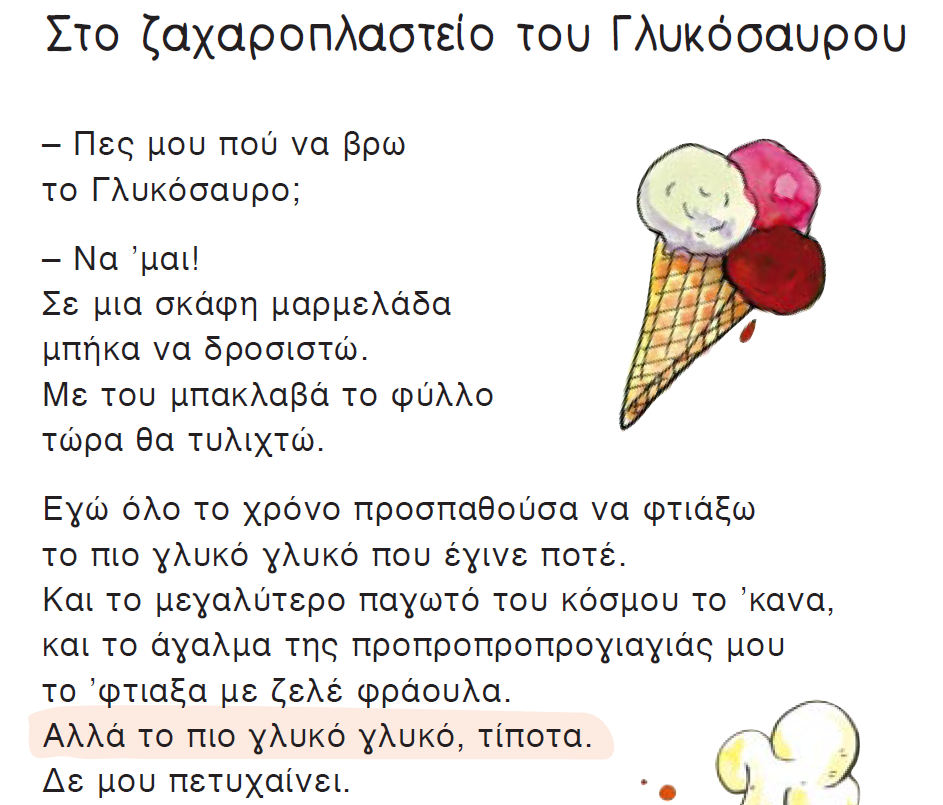 Στο ζαχαροπλαστείο του Γλυκόσαυρου
– Πες μου πού να βρω
το Γλυκόσαυρο;
– Να ’μαι!
Σε μια σκάφη μαρμελάδα
μπήκα να δροσιστώ.
Με του μπακλαβά το φύλλο
τώρα θα τυλιχτώ.
Εγώ όλο το χρόνο προσπαθούσα να φτιάξω
το πιο γλυκό γλυκό που έγινε ποτέ.
Και το μεγαλύτερο παγωτό του κόσμου το ’κανα,
και το άγαλμα της προπροπροπρογιαγιάς μου
το ’φτιαξα με ζελέ φράουλα.
Αλλά το πιο γλυκό γλυκό, τίποτα.
Δε μου πετυχαίνει.